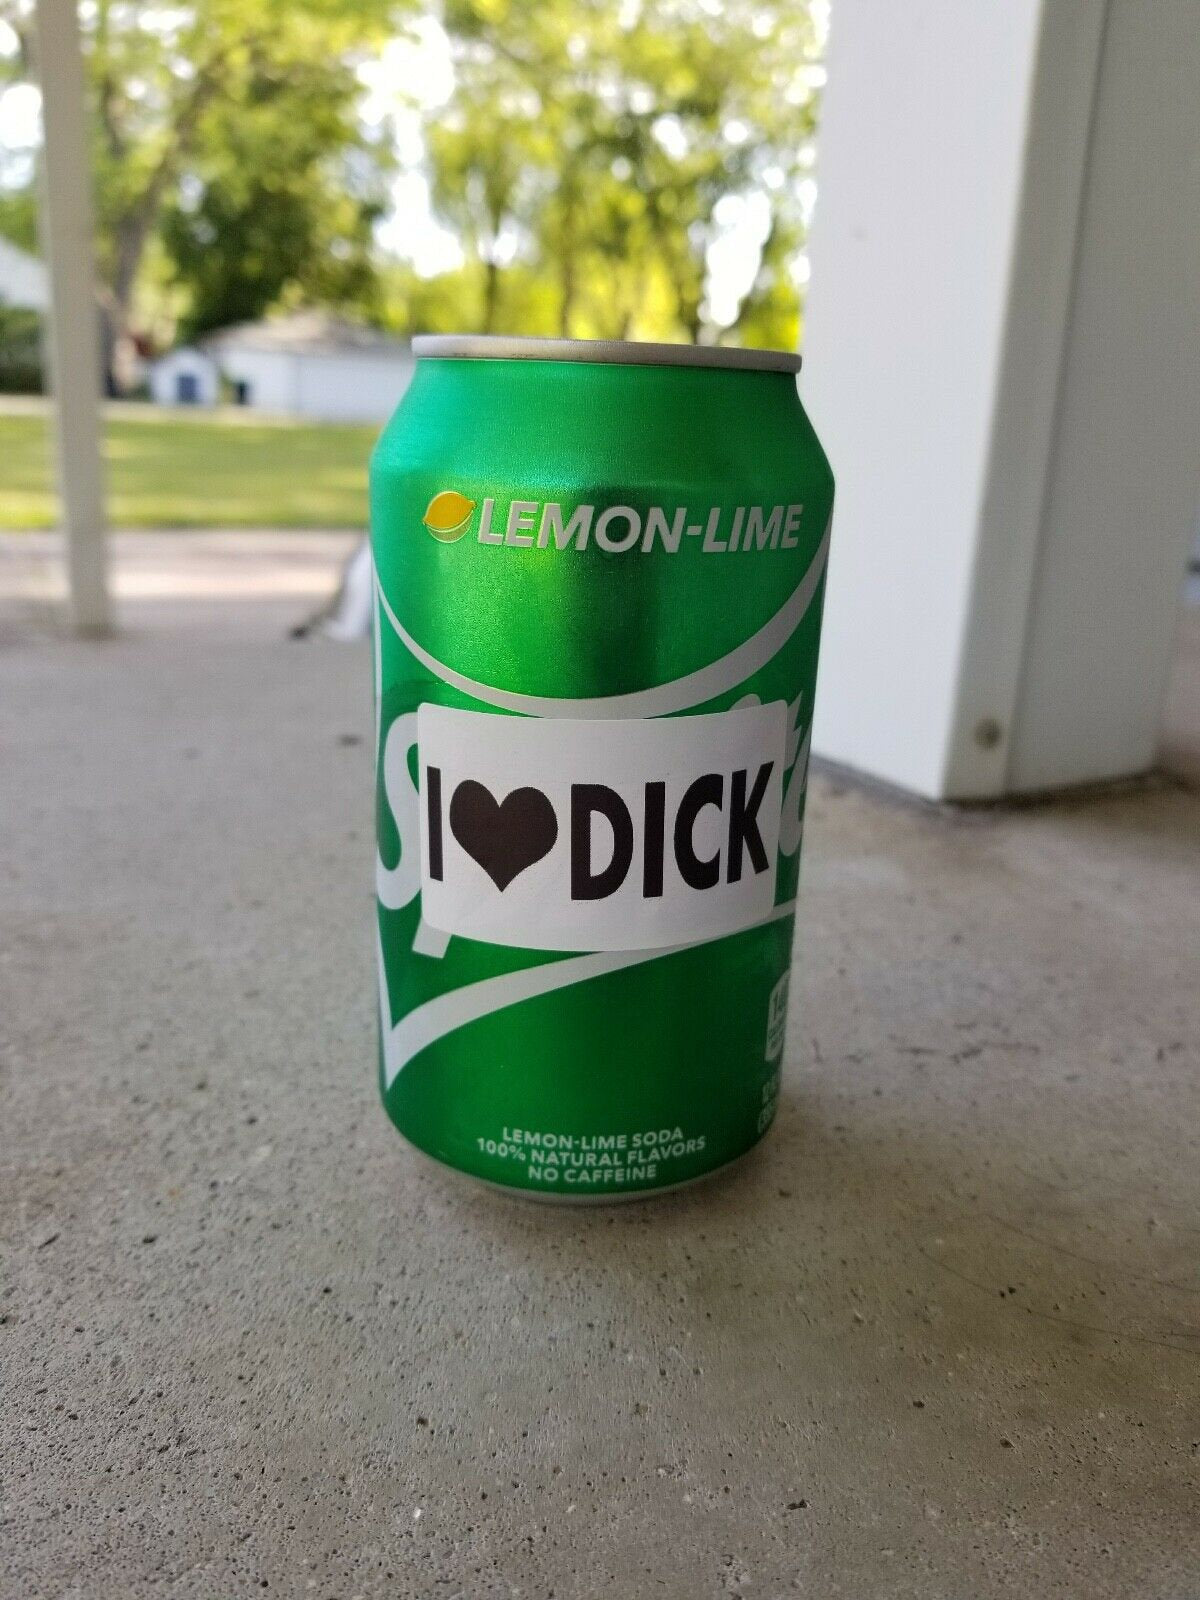 LEMON-LIME
I ♥ DICK
LEMON-LIME SODA
100% NATURAL FLAVORS
NO CAFFEINE